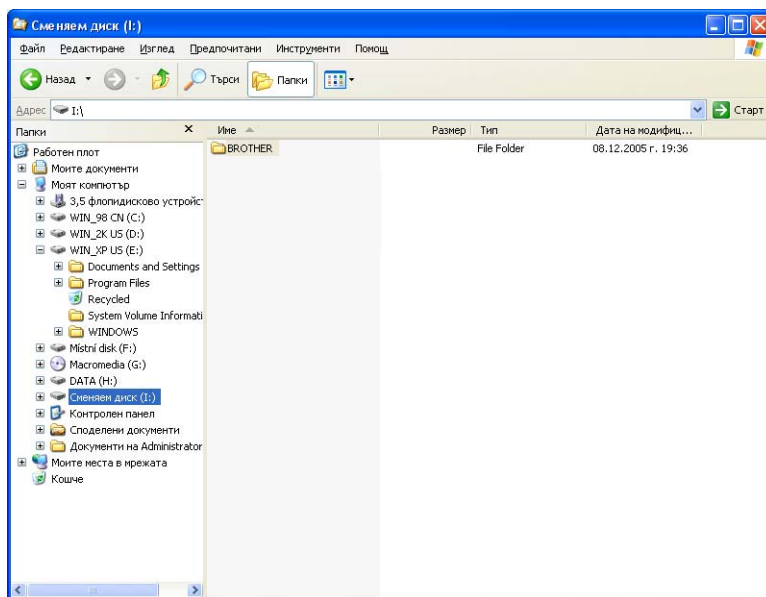 Сменяем диск (I:)
Файл Редактиране Изглед Предпочитани Инструменти Помощ
Назад Търси Папки
Адрес I:\ Старт
Папки X Име Размер Тип Дата на модифиц...
Работен плот
BROTHER File Folder 08.12.2005 г. 19:36
Моите документи
Моят компютър
3,5 флопидисково устройс
WIN_98 CN (C:)
WIN_2K US (D:)
WIN_XP US (E:)
Documents and Settings
Program Files
Recycled
System Volume Informati
WINDOWS
Místní disk (F:)
Macromedia (G:)
DATA (H:)
Сменяем диск (I:)
Контролен панел
Споделени документи
Документи на Administrator
Моите места в мрежата
Кошче